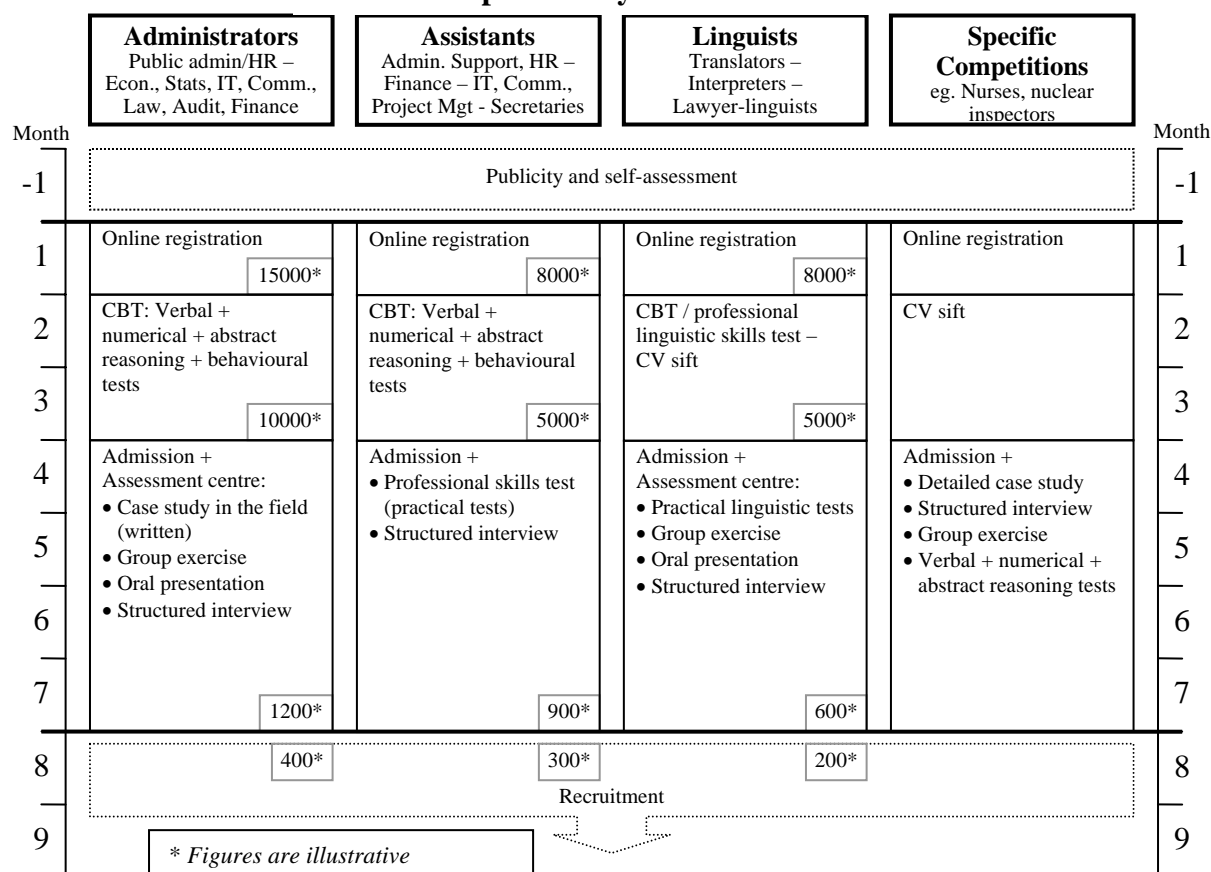 Administrators
Public admin/HR –
Econ., Stats, IT, Comm.,
Law, Audit, Finance
Assistants
Admin. Support, HR –
Finance – IT, Comm.,
Project Mgt - Secretaries
Linguists
Translators –
Interpreters –
Lawyer-linguists
Specific
Competitions
eg. Nurses, nuclear
inspectors
Month
Month
-1
Publicity and self-assessment
-1
1
Online registration
15000*
Online registration
8000*
Online registration
8000*
Online registration
1
2
3
CBT: Verbal +
numerical + abstract
reasoning + behavioural
tests
10000*
CBT: Verbal +
numerical + abstract
reasoning + behavioural
tests
5000*
CBT / professional
linguistic skills test –
CV sift
5000*
CV sift
2
3
4
5
6
7
Admission +
Assessment centre:
• Case study in the field
(written)
• Group exercise
• Oral presentation
• Structured interview
1200*
Admission +
• Professional skills test
(practical tests)
• Structured interview
900*
Admission +
Assessment centre:
• Practical linguistic tests
• Group exercise
• Oral presentation
• Structured interview
600*
Admission +
• Detailed case study
• Structured interview
• Group exercise
• Verbal + numerical +
abstract reasoning tests
4
5
6
7
8
400*
300*
200*
8
Recruitment
9
* Figures are illustrative
9